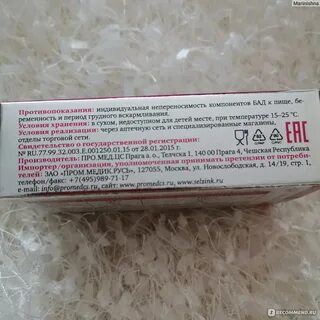 Marinishna
Противопоказания: индивидуальная непереносимость компонентов БАД к пище, бе-
ременность и период грудного вскармливания.
Условия хранения: в сухом, недоступном для детей месте, при температуре 15–25 °C.
Условия реализации: через аптечную сеть и специализированные магазины,
отделы торговой сети.
Свидетельство о государственной регистрации:
№ RU.77.99.32.003.Е.001250.01.15 от 28.01.2015 г.
Производитель: ПРО.МЕД.ЦС Прага а. о., Телчска 1, 140 00 Прага 4, Чешская Республика
Импортер/организация, уполномоченная принимать претензии от потреби-
телей: ЗАО «ПРОМ.МЕДИК.РУСЬ», 127055, Москва, ул. Новослободская, д. 14/19, стр. 1,
телефон/факс +7(495)989-71-17
e-mail: info@promedcs.ru, www.promedcs.ru, www.selzink.ru
EAC
IRECOMMEND.RU